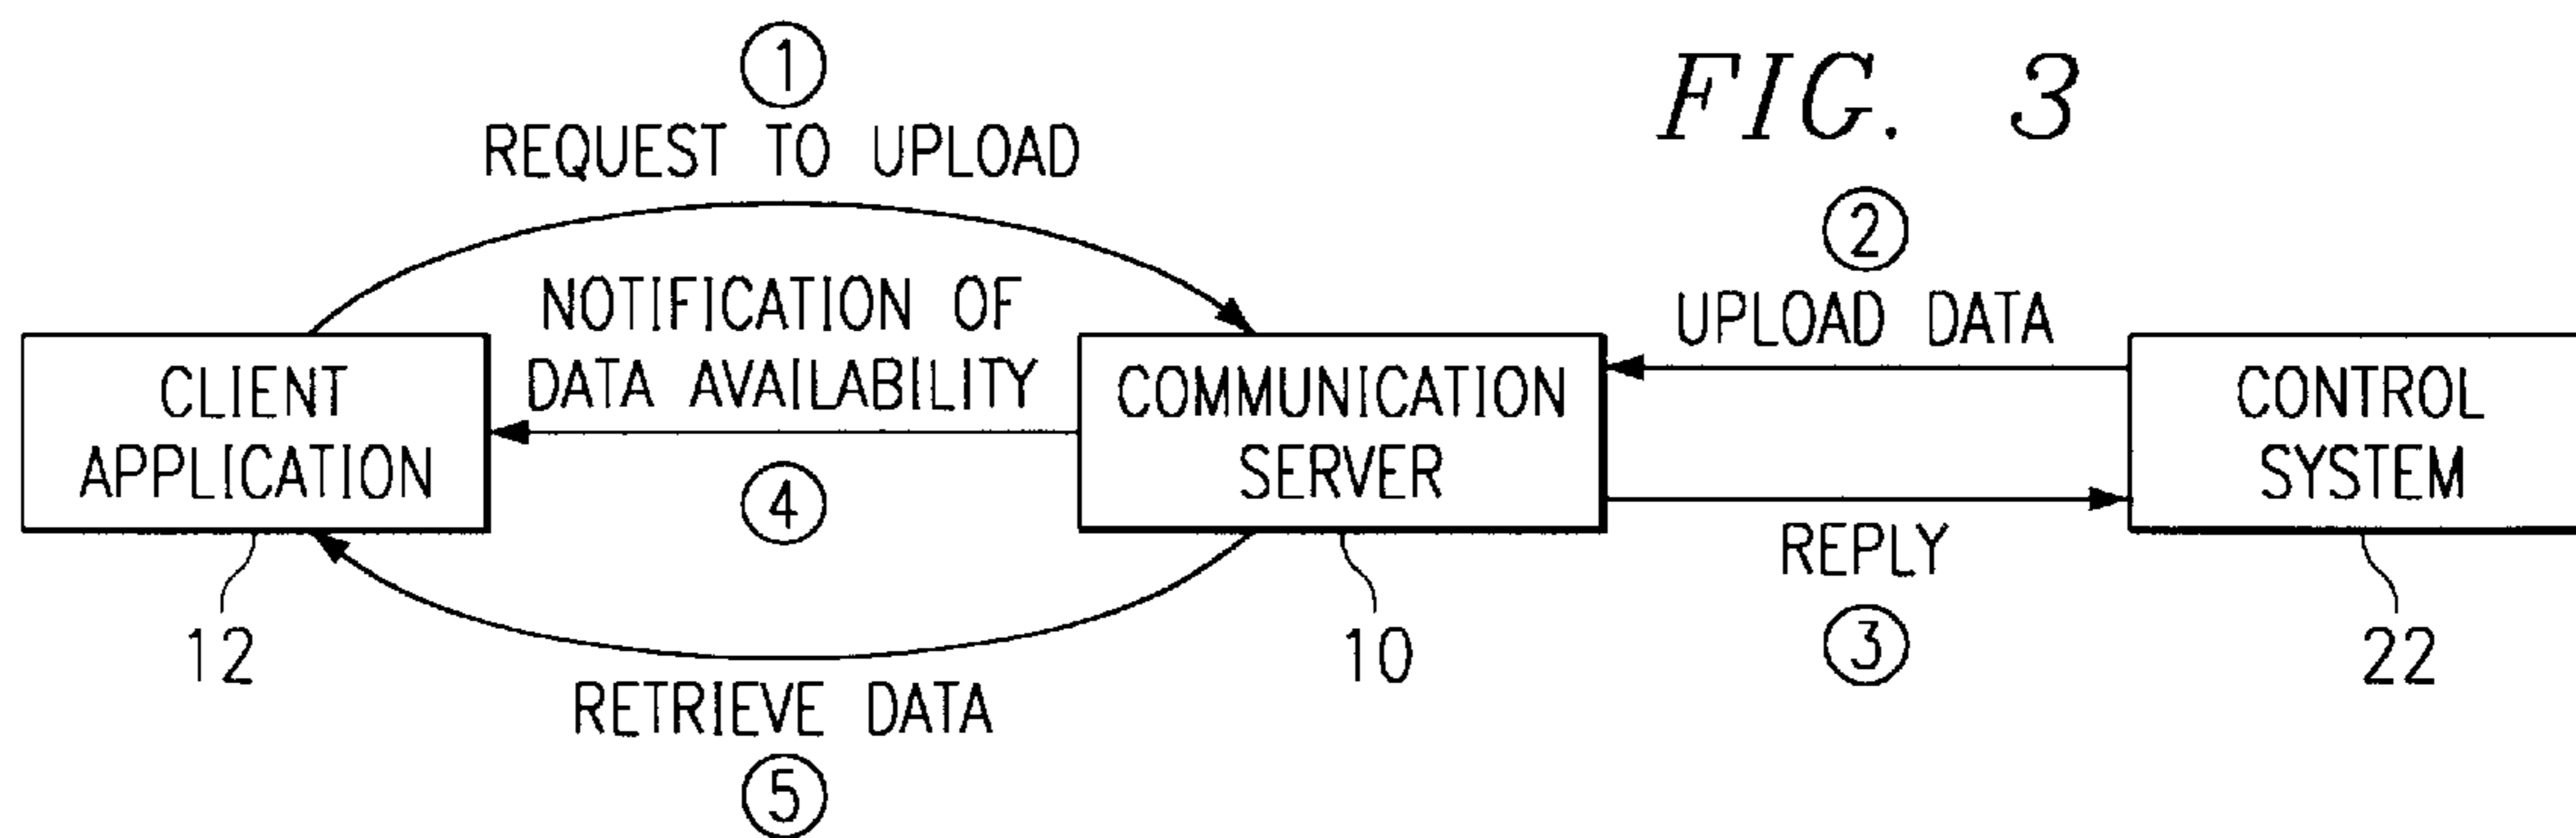 FIG. 3
1
REQUEST TO UPLOAD
2
UPLOAD DATA
NOTIFICATION OF
DATA AVAILABILITY
CLIENT
APPLICATION
COMMUNICATION
SERVER
CONTROL
SYSTEM
4
REPLY
3
12
10
22
RETRIEVE DATA
5